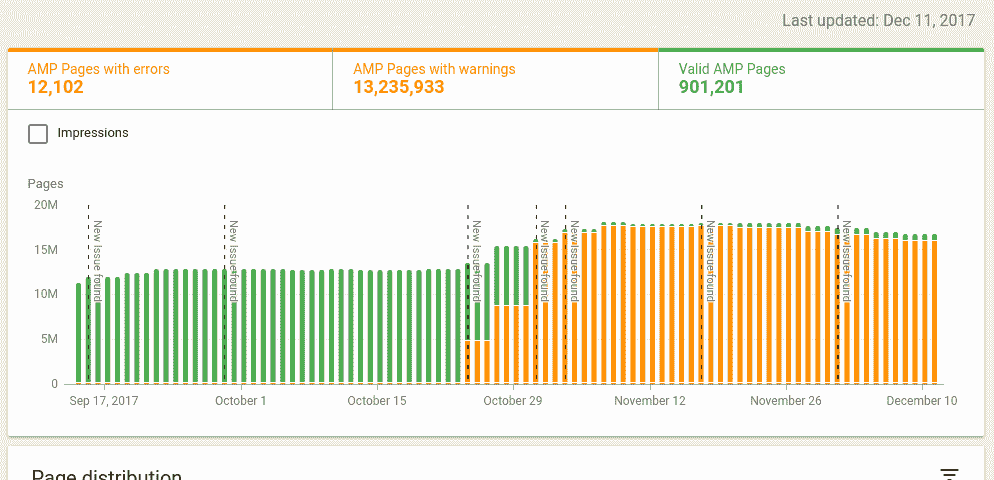 Last updated: Dec 11, 2017
AMP Pages with errors
12,102
AMP Pages with warnings
13,235,933
Valid AMP Pages
901,201
Impressions
Pages
20M
15M
10M
5M
0
New issue found
New issue found
New issue found
New issue found
New issue found
New issue found
New issue found
Sep 17, 2017
October 1
October 15
October 29
November 12
November 26
December 10
Page distribution